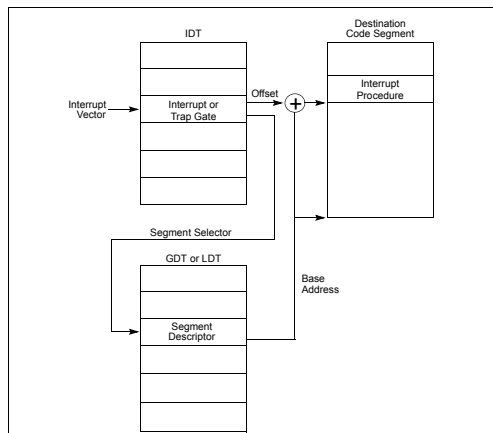 IDT
Destination
Code Segment
Interrupt
Vector
Interrupt or
Trap Gate
Offset
+
Interrupt
Procedure
Segment Selector
GDT or LDT
Base
Address
Segment
Descriptor